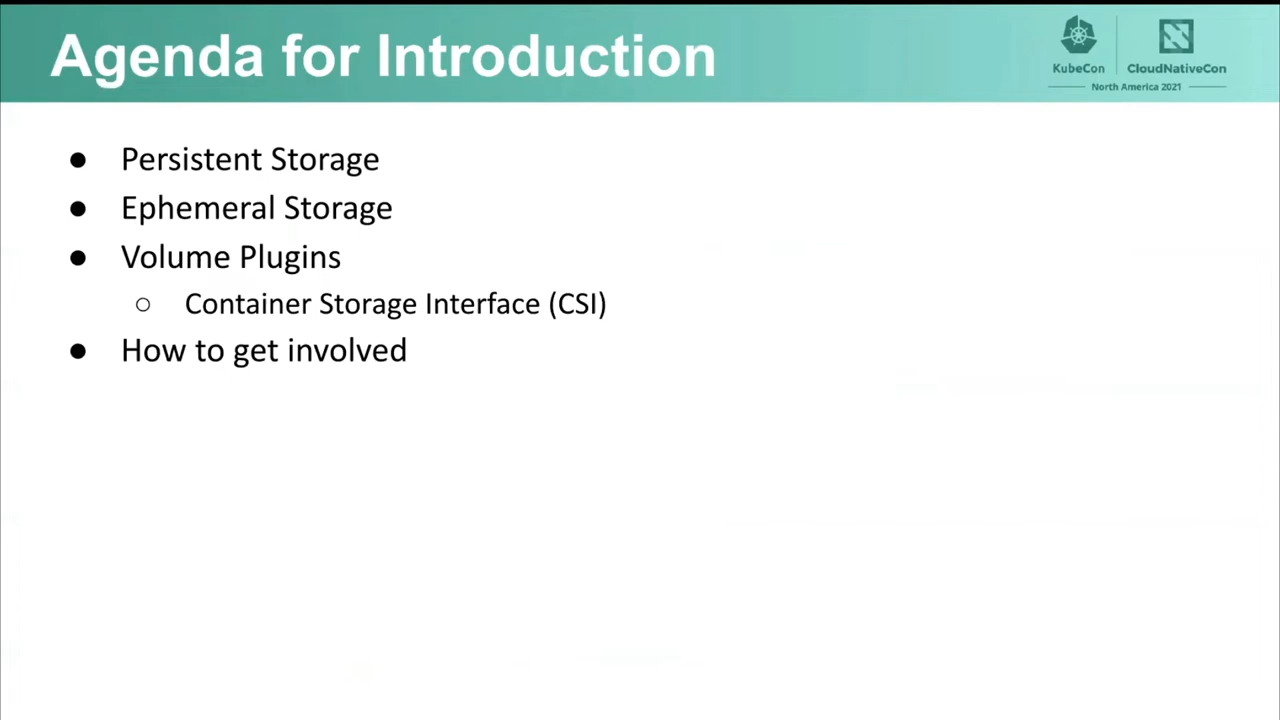 Agenda for Introduction
KubeCon
CloudNativeCon
North America 2021
● Persistent Storage
● Ephemeral Storage
● Volume Plugins
○ Container Storage Interface (CSI)
● How to get involved